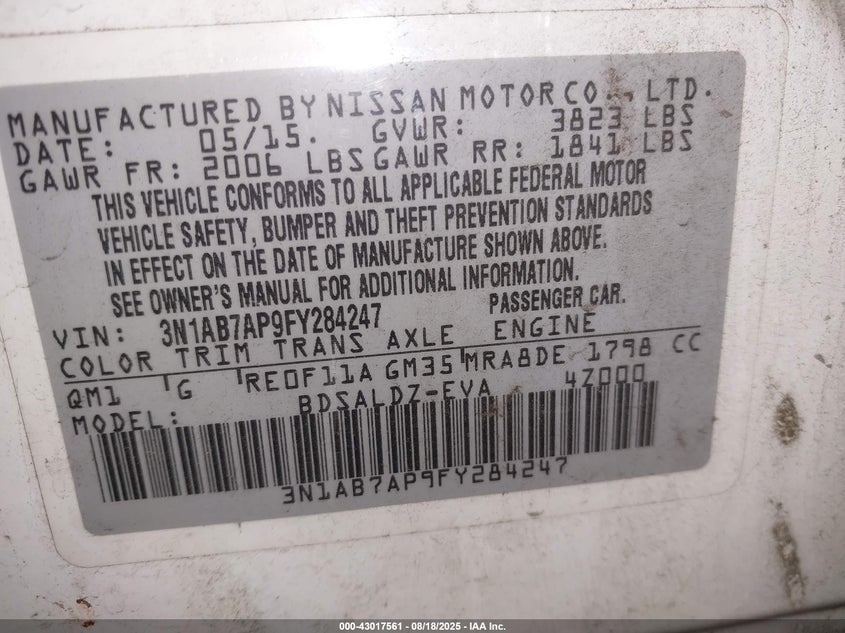 MANUFACTURED BY NISSAN MOTOR CO., LTD.
DATE: 05/15. GVWR: 3823 LBS
GAWR FR: 2006 LBS GAWR RR: 1841 LBS
THIS VEHICLE CONFORMS TO ALL APPLICABLE FEDERAL MOTOR
VEHICLE SAFETY, BUMPER AND THEFT PREVENTION STANDARDS
IN EFFECT ON THE DATE OF MANUFACTURE SHOWN ABOVE.
SEE OWNER'S MANUAL FOR ADDITIONAL INFORMATION.
VIN: 3N1AB7AP9FY284247 PASSENGER CAR.
COLOR TRIM TRANS AXLE ENGINE
QM1 G RE0F11A GM35 MRA8DE 1798 CC
MODEL: BDSALDZ-EVA 4Z000
3N1AB7AP9FY284247
000-43017561 - 08/18/2025 - IAA Inc.